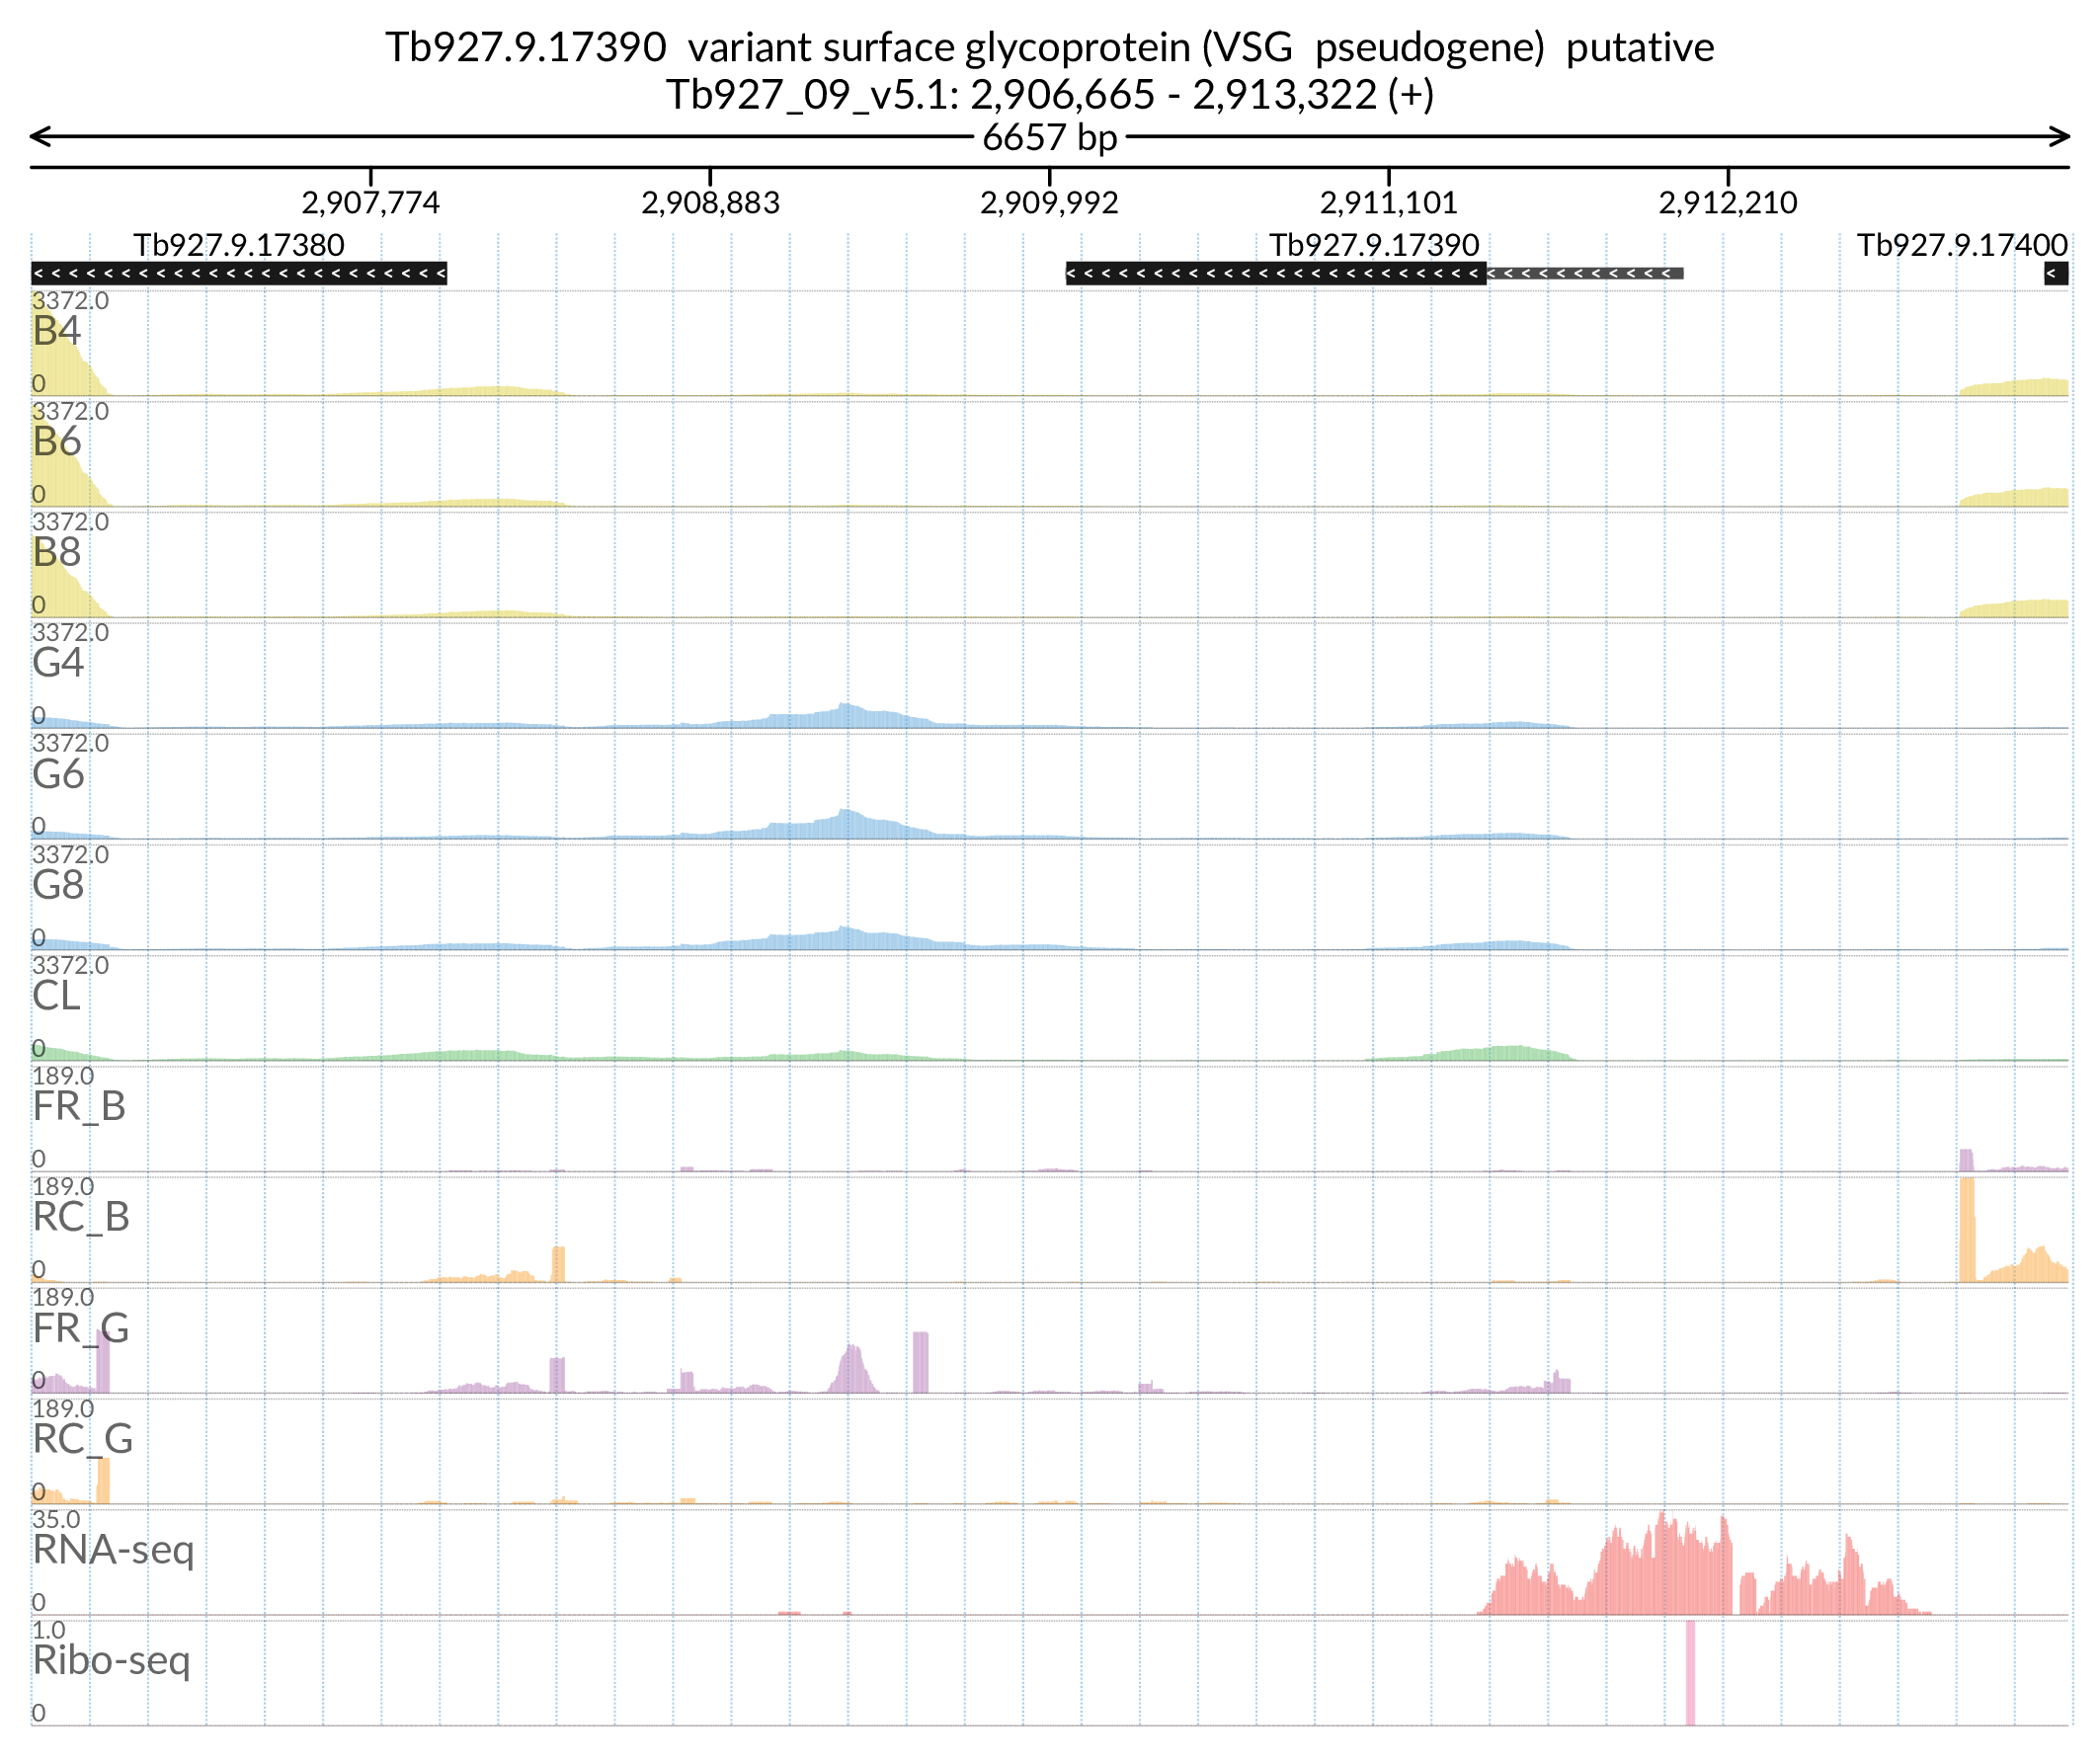 Tb927.9.17390 variant surface glycoprotein (VSG pseudogene) putative
Tb927_09_v5.1: 2,906,665 - 2,913,322 (+)
6657 bp
2,907,774 2,908,883 2,909,992 2,911,101 2,912,210
Tb927.9.17380 Tb927.9.17390 Tb927.9.17400
3372.0
B4
0
3372.0
B6
0
3372.0
B8
0
3372.0
G4
0
3372.0
G6
0
3372.0
G8
0
3372.0
CL
0
189.0
FR_B
0
189.0
RC_B
0
189.0
FR_G
0
189.0
RC_G
0
35.0
RNA-seq
0
1.0
Ribo-seq
0